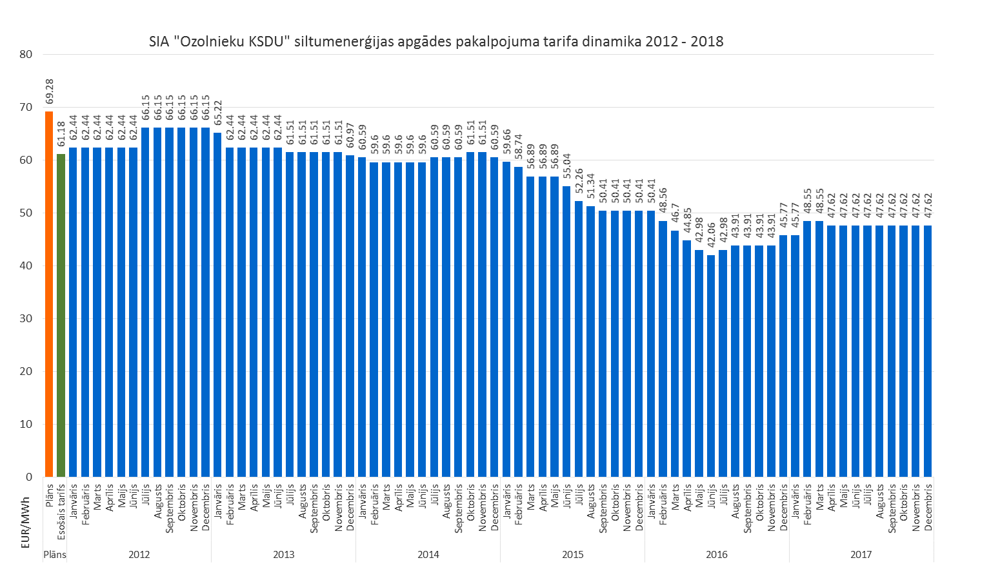 SIA "Ozolnieku KSDU" siltumenerģijas apgādes pakalpojuma tarifa dinamika 2012 - 2018
80
70
60
50
40
30
20
10
0
EUR/MWh
69.28
61.18
62.44
62.44
62.44
62.44
62.44
62.44
66.15
66.15
66.15
66.15
66.15
66.15
65.22
62.44
62.44
62.44
62.44
62.44
61.51
61.51
61.51
61.51
61.51
60.97
60.59
59.6
59.6
59.6
59.6
59.6
60.59
60.59
60.59
61.51
61.51
60.59
59.66
58.74
56.89
56.89
56.89
55.04
52.26
51.34
50.41
50.41
50.41
50.41
50.41
48.56
46.7
44.85
42.98
42.06
42.98
43.91
43.91
43.91
43.91
45.77
45.77
48.55
48.55
47.62
47.62
47.62
47.62
47.62
47.62
47.62
47.62
47.62
Plāns
Esošais tarifs
Janvāris
Februāris
Marts
Aprīlis
Maijs
Jūnijs
Jūlijs
Augusts
Septembris
Oktobris
Novembris
Decembris
Janvāris
Februāris
Marts
Aprīlis
Maijs
Jūnijs
Jūlijs
Augusts
Septembris
Oktobris
Novembris
Decembris
Janvāris
Februāris
Marts
Aprīlis
Maijs
Jūnijs
Jūlijs
Augusts
Septembris
Oktobris
Novembris
Decembris
Janvāris
Februāris
Marts
Aprīlis
Maijs
Jūnijs
Jūlijs
Augusts
Septembris
Oktobris
Novembris
Decembris
Janvāris
Februāris
Marts
Aprīlis
Maijs
Jūnijs
Jūlijs
Augusts
Septembris
Oktobris
Novembris
Decembris
Janvāris
Februāris
Marts
Aprīlis
Maijs
Jūnijs
Jūlijs
Augusts
Septembris
Oktobris
Novembris
Decembris
Plāns
2012
2013
2014
2015
2016
2017